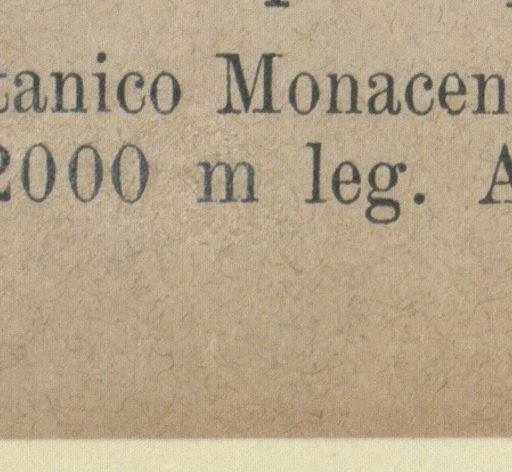 tanico Monacen
2000 m leg. A